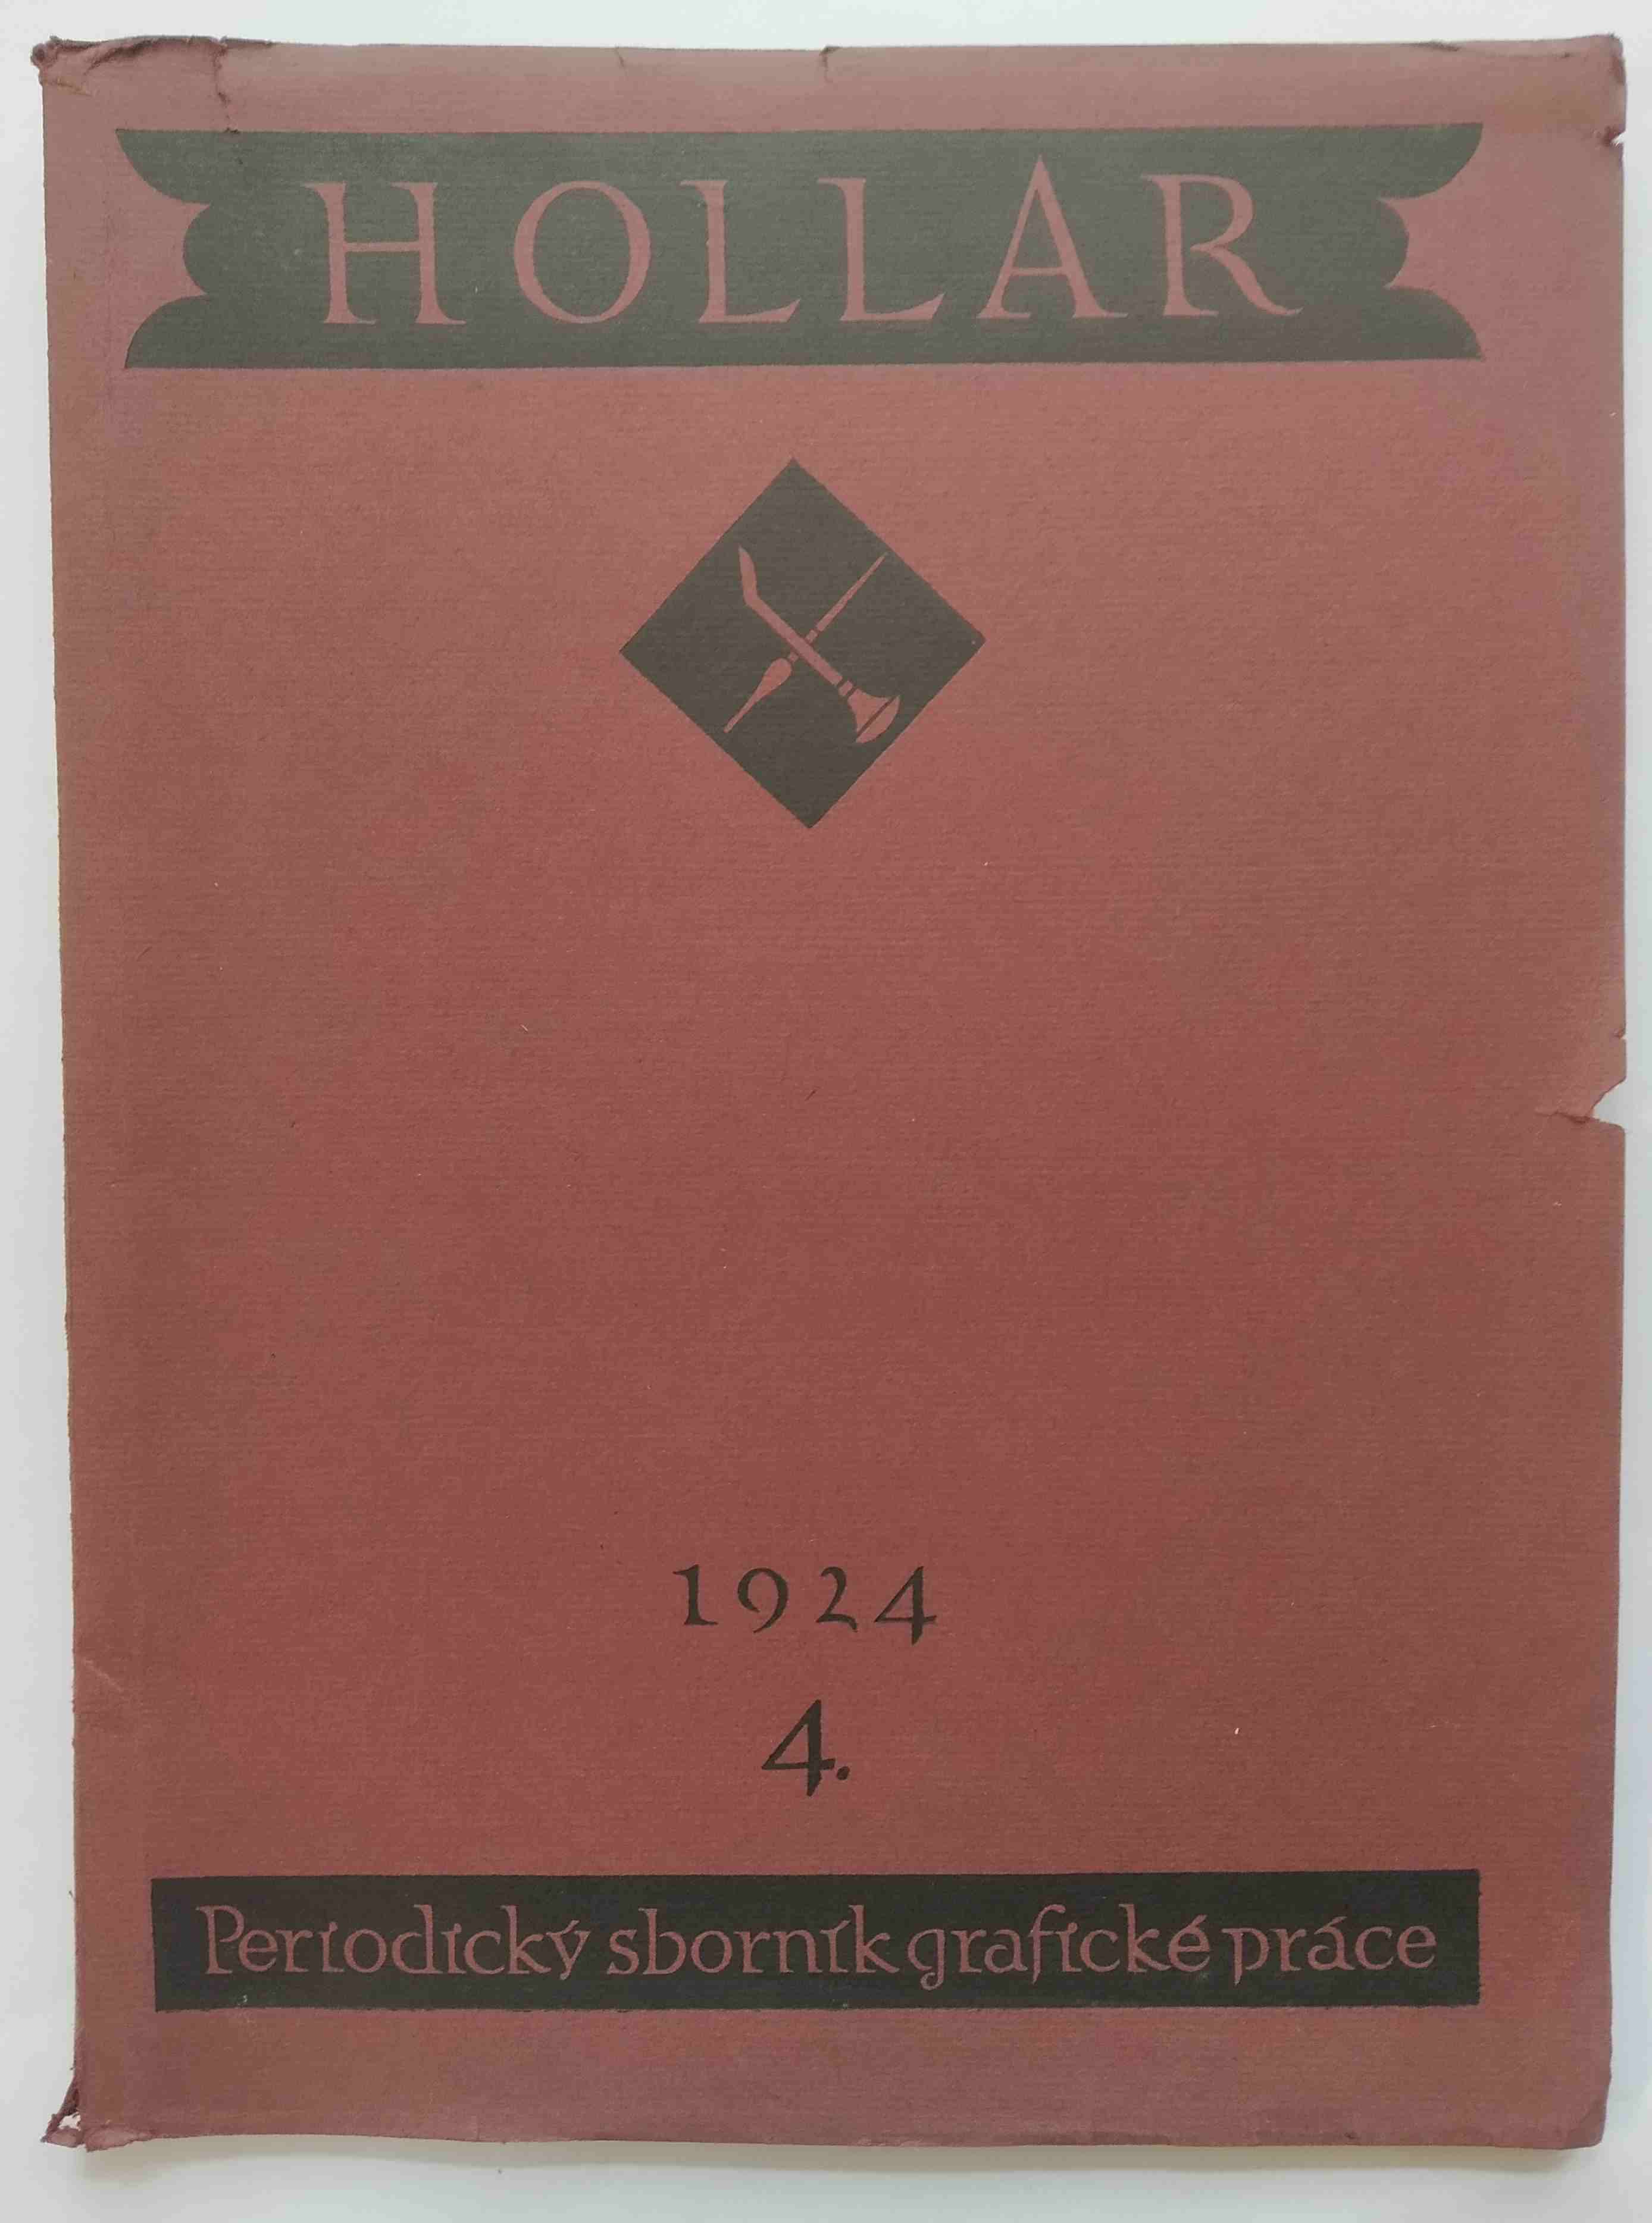 HOLLAR
1924
4.
Periodický sborník grafické práce